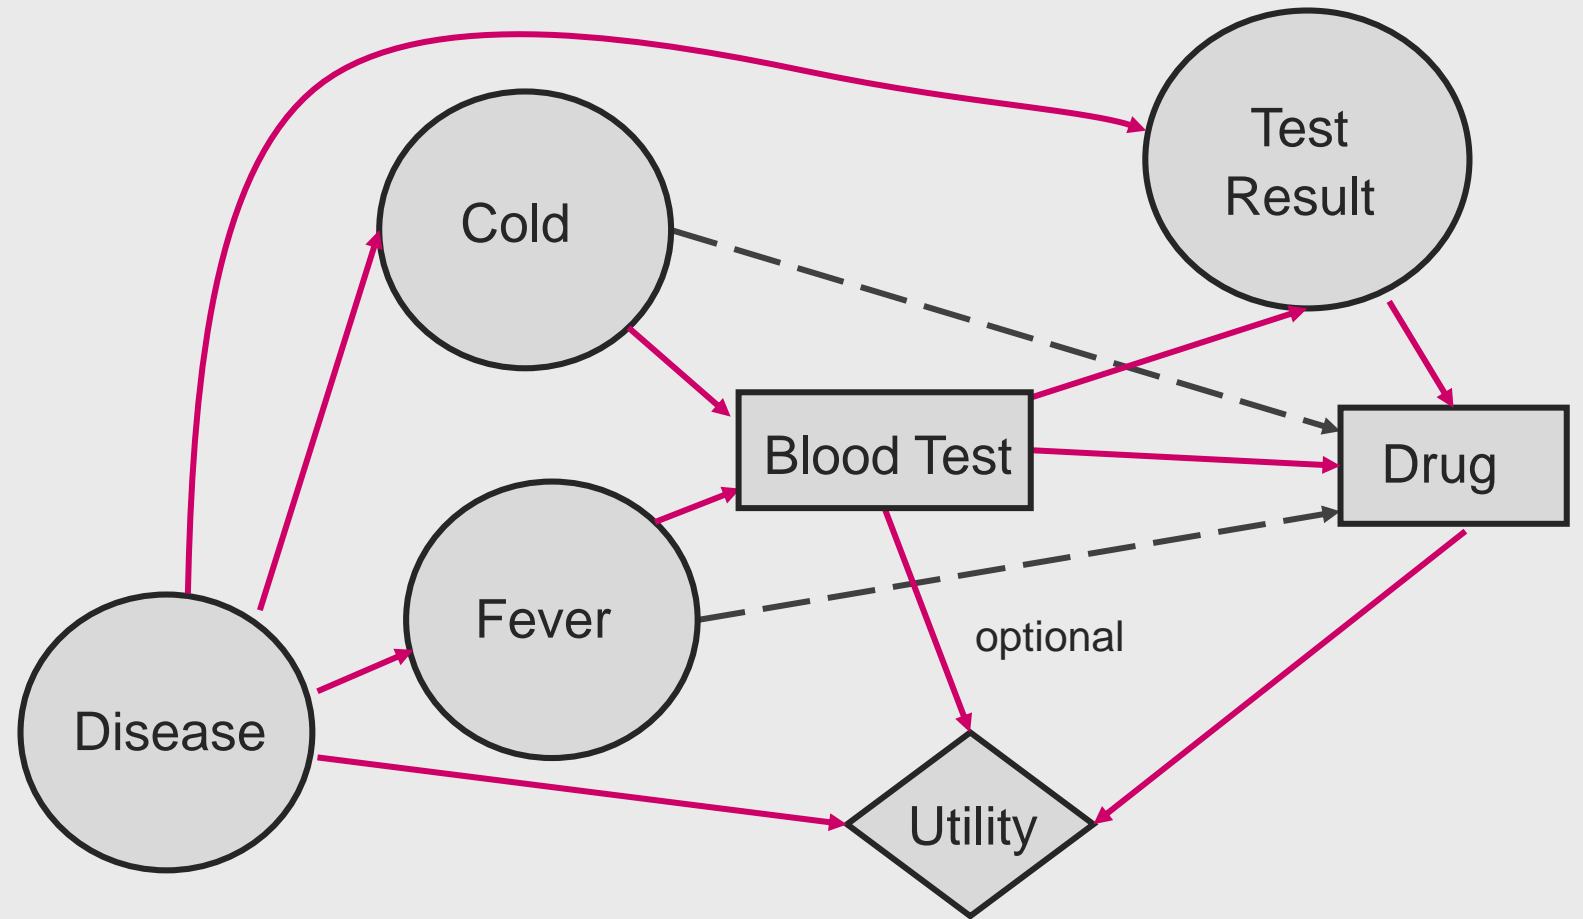 Test
Result
Cold
Blood Test
Drug
Fever
optional
Disease
Utility